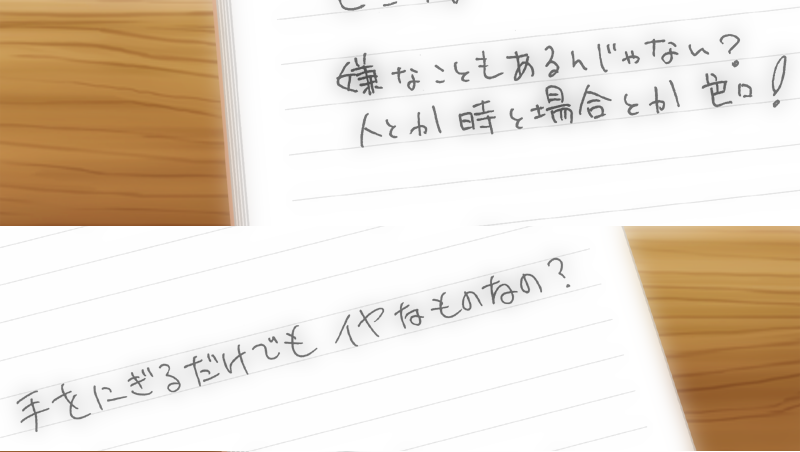 嫌なこともあるんじゃない?
人とか時と場合とか色ロ!
手をにぎるだけでもイヤなものなの?